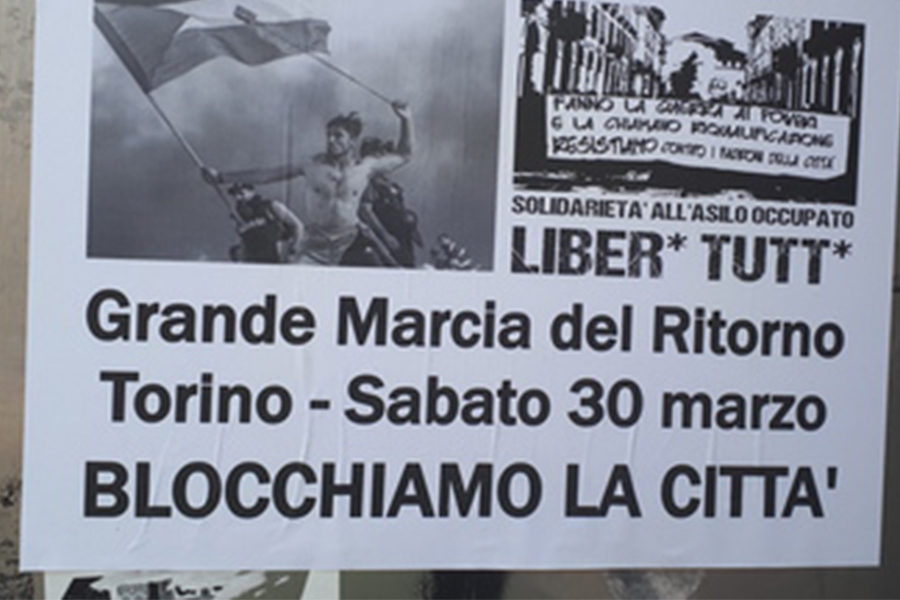 FANNO LA GUERRA AI POVERI
E LA CHIAMANO RIQUALIFICAZIONE
RESISTIAMO CONTRO I PADRONI DELLA CITTÀ
SOLIDARIETA' ALL'ASILO OCCUPATO
LIBER* TUTT*
Grande Marcia del Ritorno
Torino - Sabato 30 marzo
BLOCCHIAMO LA CITTA'